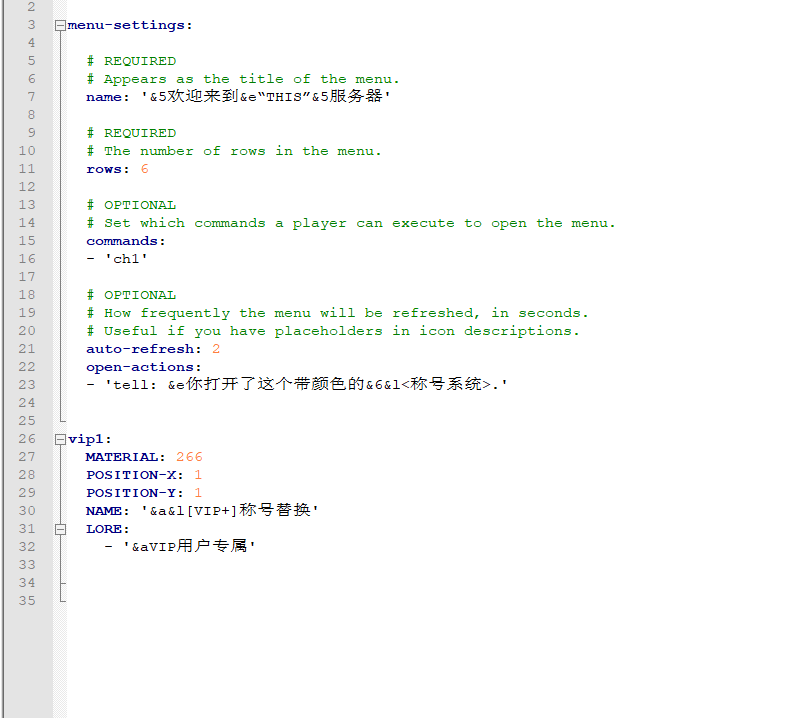 2
3 menu-settings:
4
5 # REQUIRED
6 # Appears as the title of the menu.
7 name: '&5欢迎来到&e“THIS”&5服务器'
8
9 # REQUIRED
10 # The number of rows in the menu.
11 rows: 6
12
13 # OPTIONAL
14 # Set which commands a player can execute to open the menu.
15 commands:
16 - 'ch1'
17
18 # OPTIONAL
19 # How frequently the menu will be refreshed, in seconds.
20 # Useful if you have placeholders in icon descriptions.
21 auto-refresh: 2
22 open-actions:
23 - 'tell: &e你打开了这个带颜色的&6&l<称号系统>.'
24
25
26 vip1:
27 MATERIAL: 266
28 POSITION-X: 1
29 POSITION-Y: 1
30 NAME: '&a&l[VIP+]称号替换'
31 LORE:
32 - '&aVIP用户专属'
33
34
35